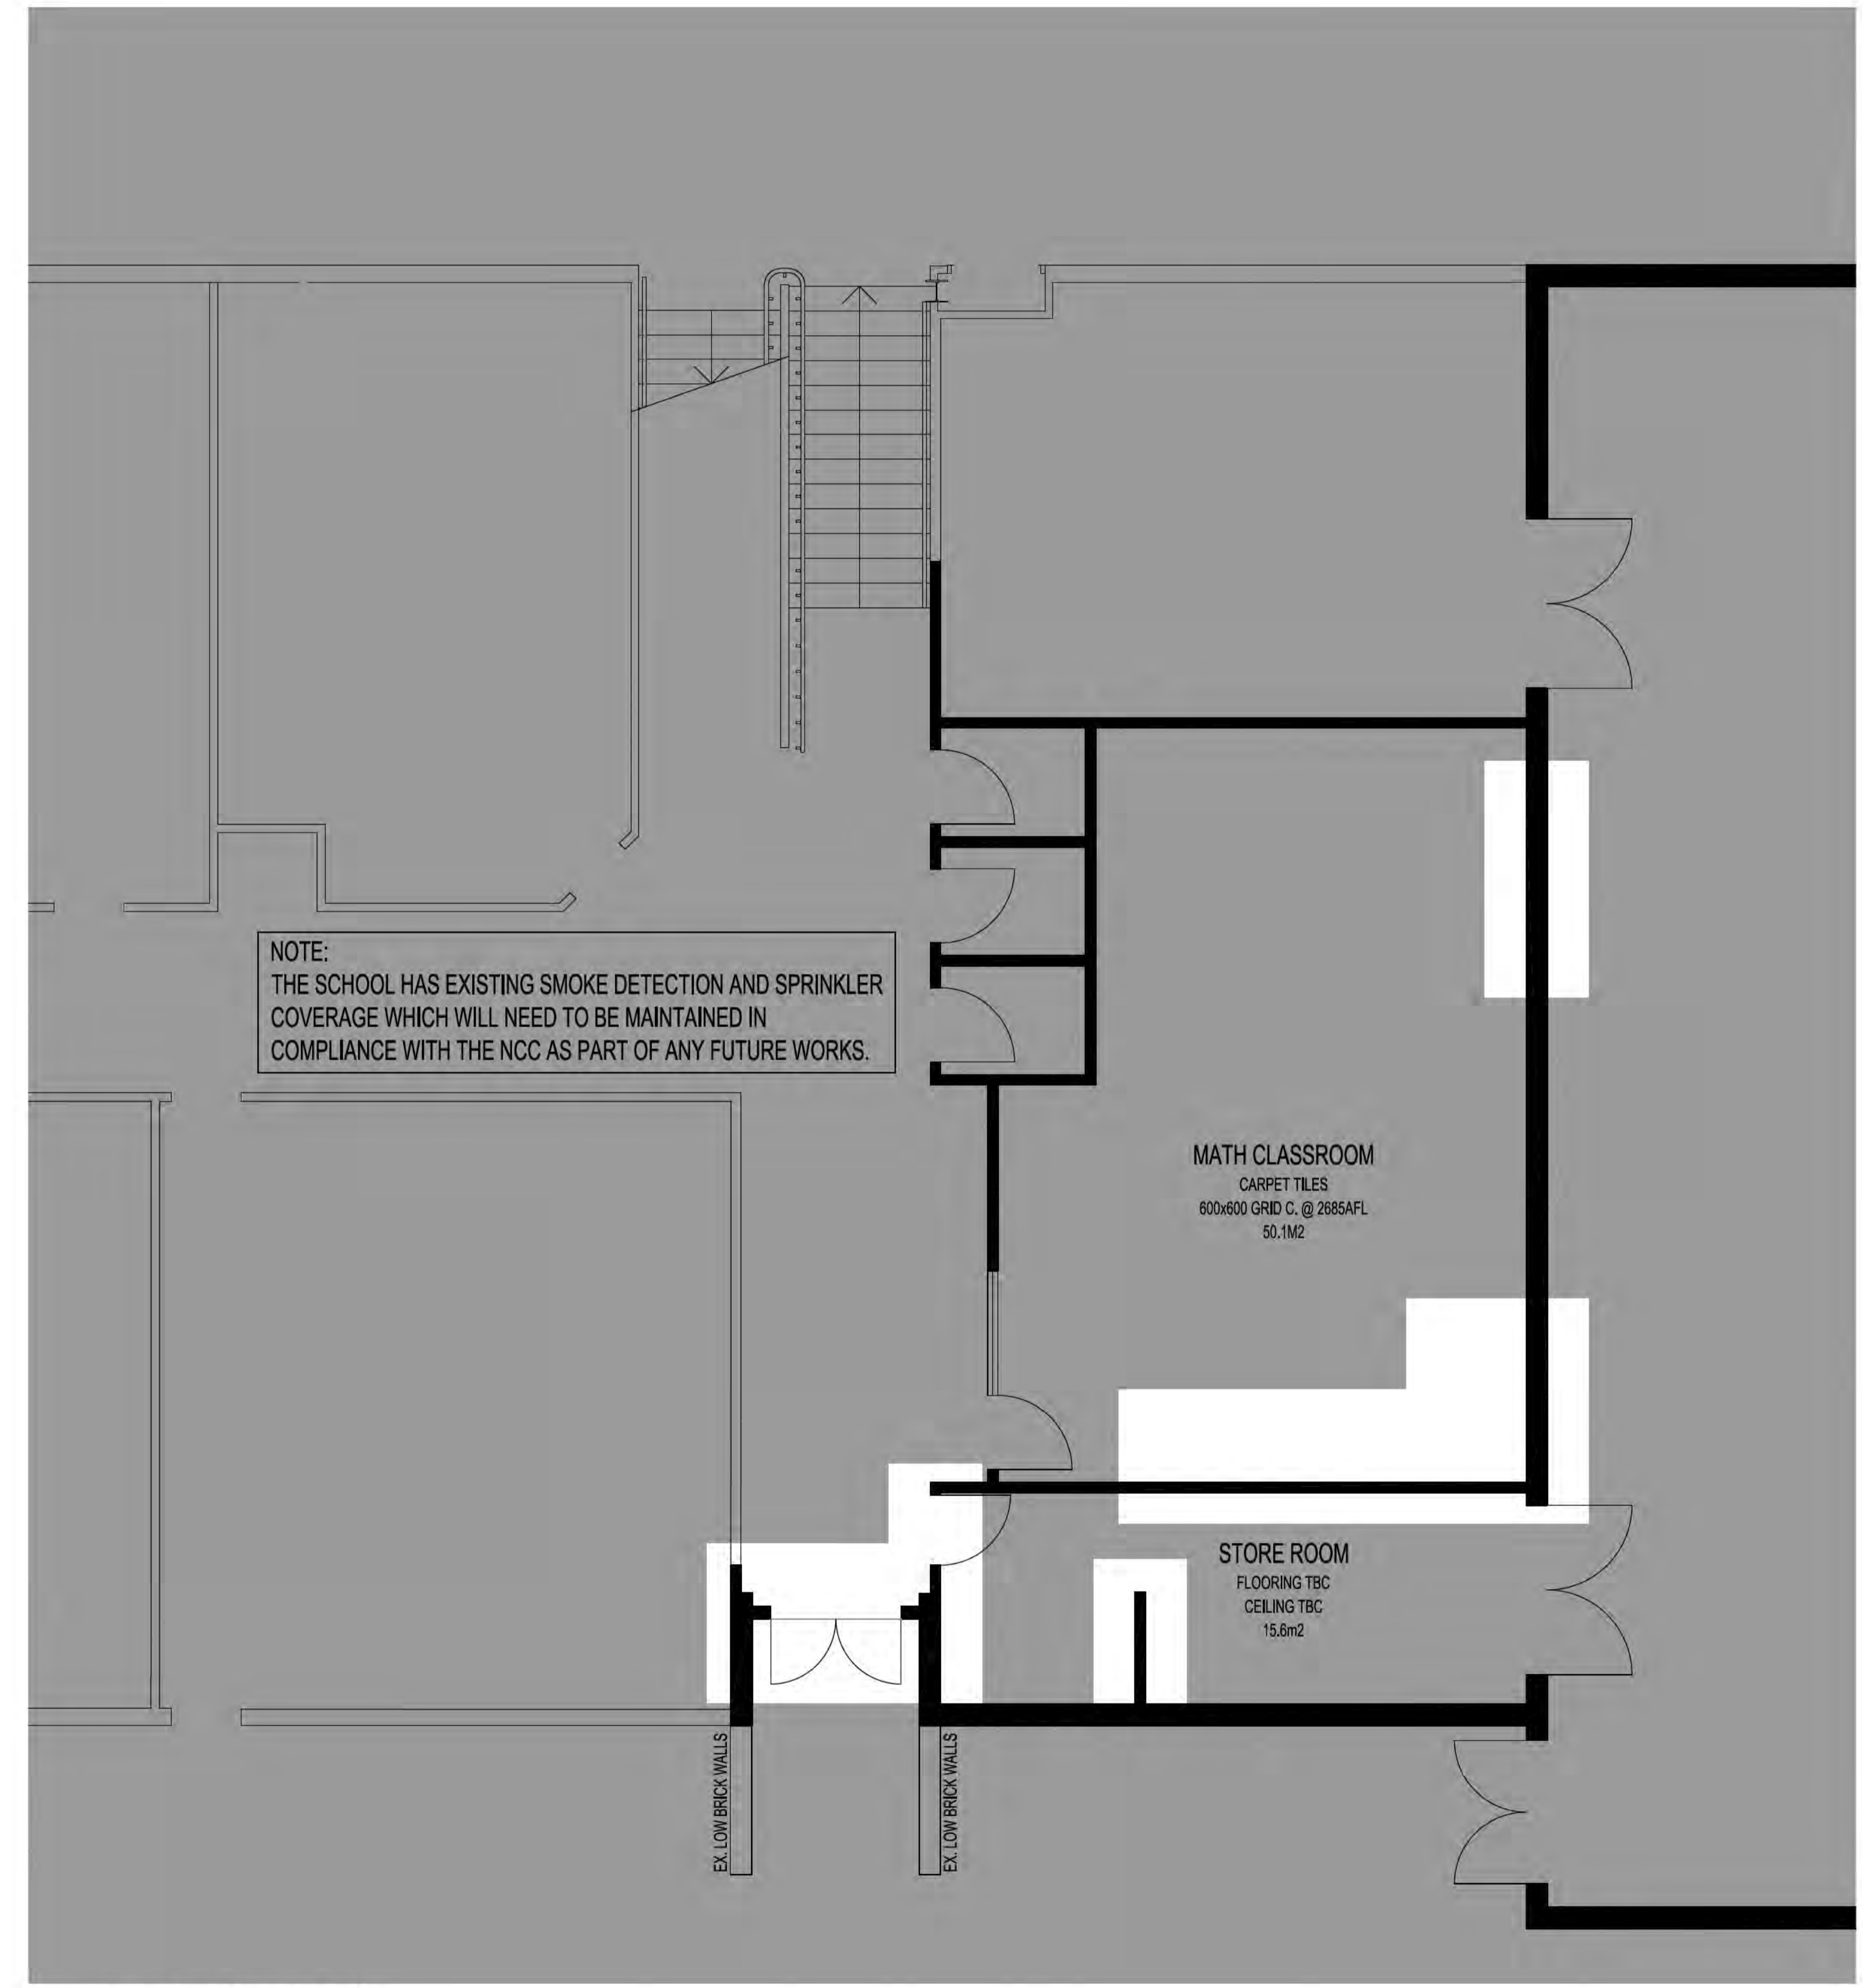 NOTE:
THE SCHOOL HAS EXISTING SMOKE DETECTION AND SPRINKLER
COVERAGE WHICH WILL NEED TO BE MAINTAINED IN
COMPLIANCE WITH THE NCC AS PART OF ANY FUTURE WORKS.
MATH CLASSROOM
CARPET TILES
600x600 GRID C. @ 2685AFL
50.1M2
STORE ROOM
FLOORING TBC
CEILING TBC
15.6m2
EX. LOW BRICK WALLS
EX. LOW BRICK WALLS